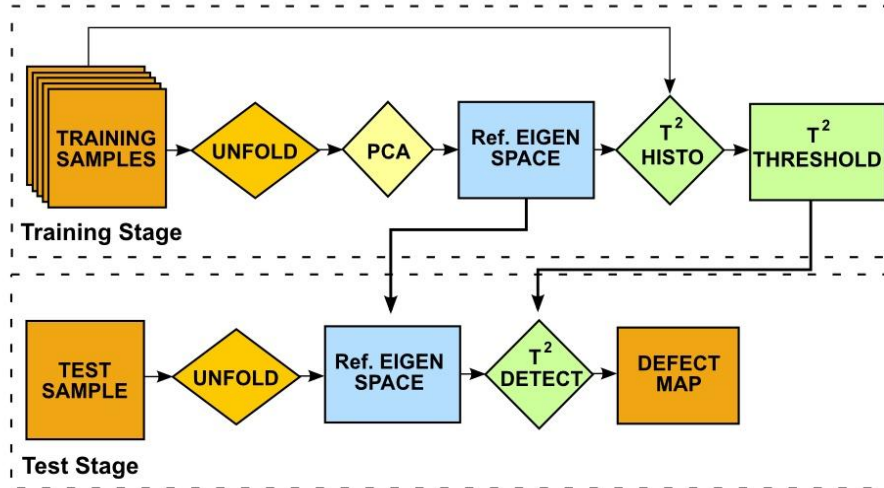 TRAINING
SAMPLES
UNFOLD
PCA
Ref. EIGEN
SPACE
T²
HISTO
T²
THRESHOLD
Training Stage
TEST
SAMPLE
UNFOLD
Ref. EIGEN
SPACE
T²
DETECT
DEFECT
MAP
Test Stage